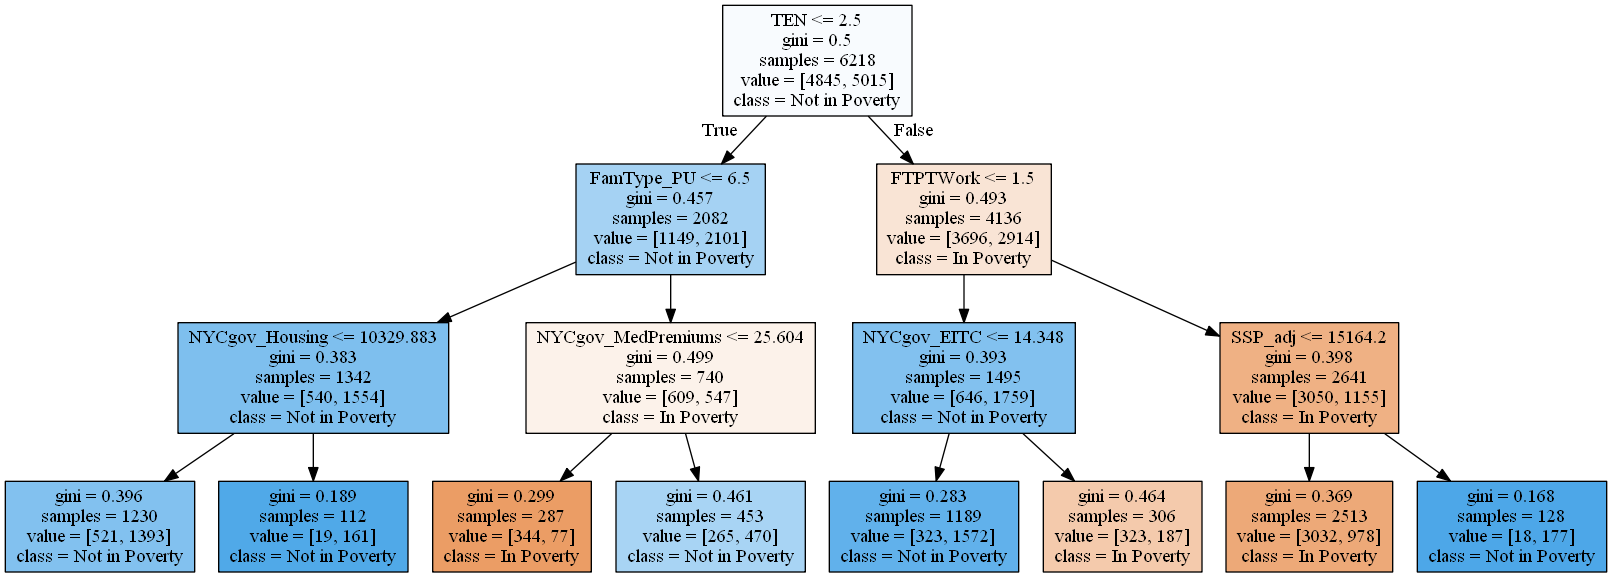 TEN <= 2.5
gini = 0.5
samples = 6218
value = [4845, 5015]
class = Not in Poverty
True
False
FamType_PU <= 6.5
gini = 0.457
samples = 2082
value = [1149, 2101]
class = Not in Poverty
FTPTWork <= 1.5
gini = 0.493
samples = 4136
value = [3696, 2914]
class = In Poverty
NYCgov_Housing <= 10329.883
gini = 0.383
samples = 1342
value = [540, 1554]
class = Not in Poverty
NYCgov_MedPremiums <= 25.604
gini = 0.499
samples = 740
value = [609, 547]
class = In Poverty
NYCgov_EITC <= 14.348
gini = 0.393
samples = 1495
value = [646, 1759]
class = Not in Poverty
SSP_adj <= 15164.2
gini = 0.398
samples = 2641
value = [3050, 1155]
class = In Poverty
gini = 0.396
samples = 1230
value = [521, 1393]
class = Not in Poverty
gini = 0.189
samples = 112
value = [19, 161]
class = Not in Poverty
gini = 0.299
samples = 287
value = [344, 77]
class = In Poverty
gini = 0.461
samples = 453
value = [265, 470]
class = Not in Poverty
gini = 0.283
samples = 1189
value = [323, 1572]
class = Not in Poverty
gini = 0.464
samples = 306
value = [323, 187]
class = In Poverty
gini = 0.369
samples = 2513
value = [3032, 978]
class = In Poverty
gini = 0.168
samples = 128
value = [18, 177]
class = Not in Poverty